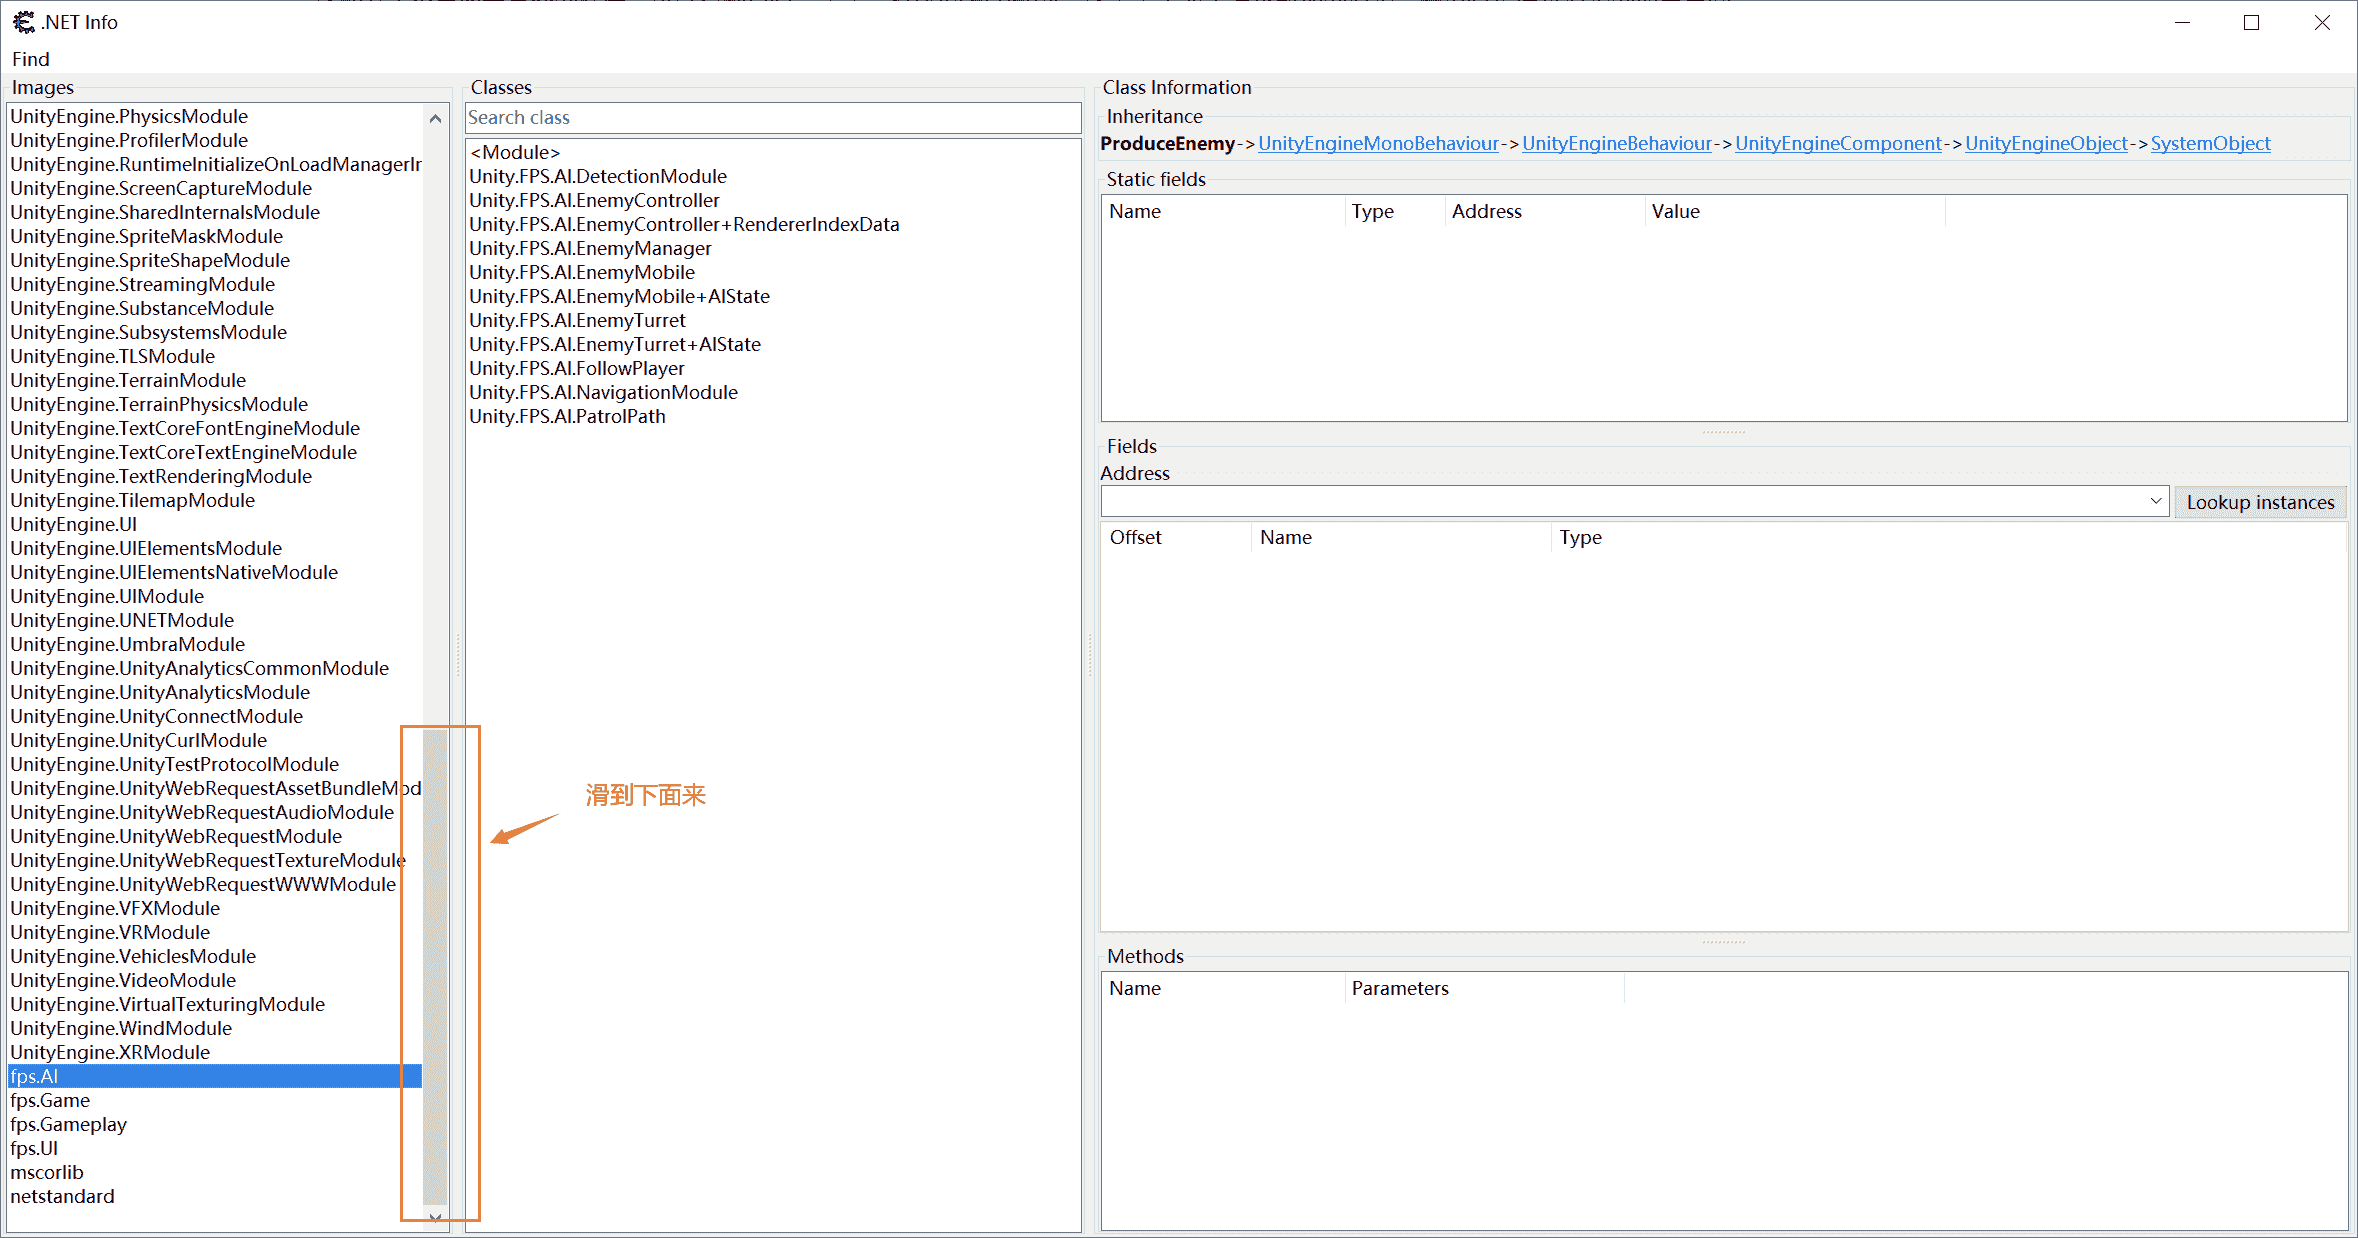 .NET Info
Find
Images
UnityEngine.PhysicsModule
UnityEngine.ProfilerModule
UnityEngine.RuntimeInitializeOnLoadManagerIr
UnityEngine.ScreenCaptureModule
UnityEngine.SharedInternalsModule
UnityEngine.SpriteMaskModule
UnityEngine.SpriteShapeModule
UnityEngine.StreamingModule
UnityEngine.SubstanceModule
UnityEngine.SubsystemsModule
UnityEngine.TLSModule
UnityEngine.TerrainModule
UnityEngine.TerrainPhysicsModule
UnityEngine.TextCoreFontEngineModule
UnityEngine.TextCoreTextEngineModule
UnityEngine.TextRenderingModule
UnityEngine.TilemapModule
UnityEngine.UI
UnityEngine.UIElementsModule
UnityEngine.UIElementsNativeModule
UnityEngine.UIModule
UnityEngine.UNETModule
UnityEngine.UmbraModule
UnityEngine.UnityAnalyticsCommonModule
UnityEngine.UnityAnalyticsModule
UnityEngine.UnityConnectModule
UnityEngine.UnityCurlModule
UnityEngine.UnityTestProtocolModule
UnityEngine.UnityWebRequestAssetBundleMod
UnityEngine.UnityWebRequestAudioModule
UnityEngine.UnityWebRequestModule
UnityEngine.UnityWebRequestTextureModule
UnityEngine.UnityWebRequestWWWModule
UnityEngine.VFXModule
UnityEngine.VRModule
UnityEngine.VehiclesModule
UnityEngine.VideoModule
UnityEngine.VirtualTexturingModule
UnityEngine.WindModule
UnityEngine.XRModule
fps.AI
fps.Game
fps.Gameplay
fps.UI
mscorlib
netstandard
滑到下面来
Classes
Search class
<Module>
Unity.FPS.AI.DetectionModule
Unity.FPS.AI.EnemyController
Unity.FPS.AI.EnemyController+RendererIndexData
Unity.FPS.AI.EnemyManager
Unity.FPS.AI.EnemyMobile
Unity.FPS.AI.EnemyMobile+AIState
Unity.FPS.AI.EnemyTurret
Unity.FPS.AI.EnemyTurret+AIState
Unity.FPS.AI.FollowPlayer
Unity.FPS.AI.NavigationModule
Unity.FPS.AI.PatrolPath
Class Information
Inheritance
ProduceEnemy->UnityEngineMonoBehaviour->UnityEngineBehaviour->UnityEngineComponent->UnityEngineObject->SystemObject
Static fields
Name Type Address Value
Fields
Address
Lookup instances
Offset Name Type
Methods
Name Parameters